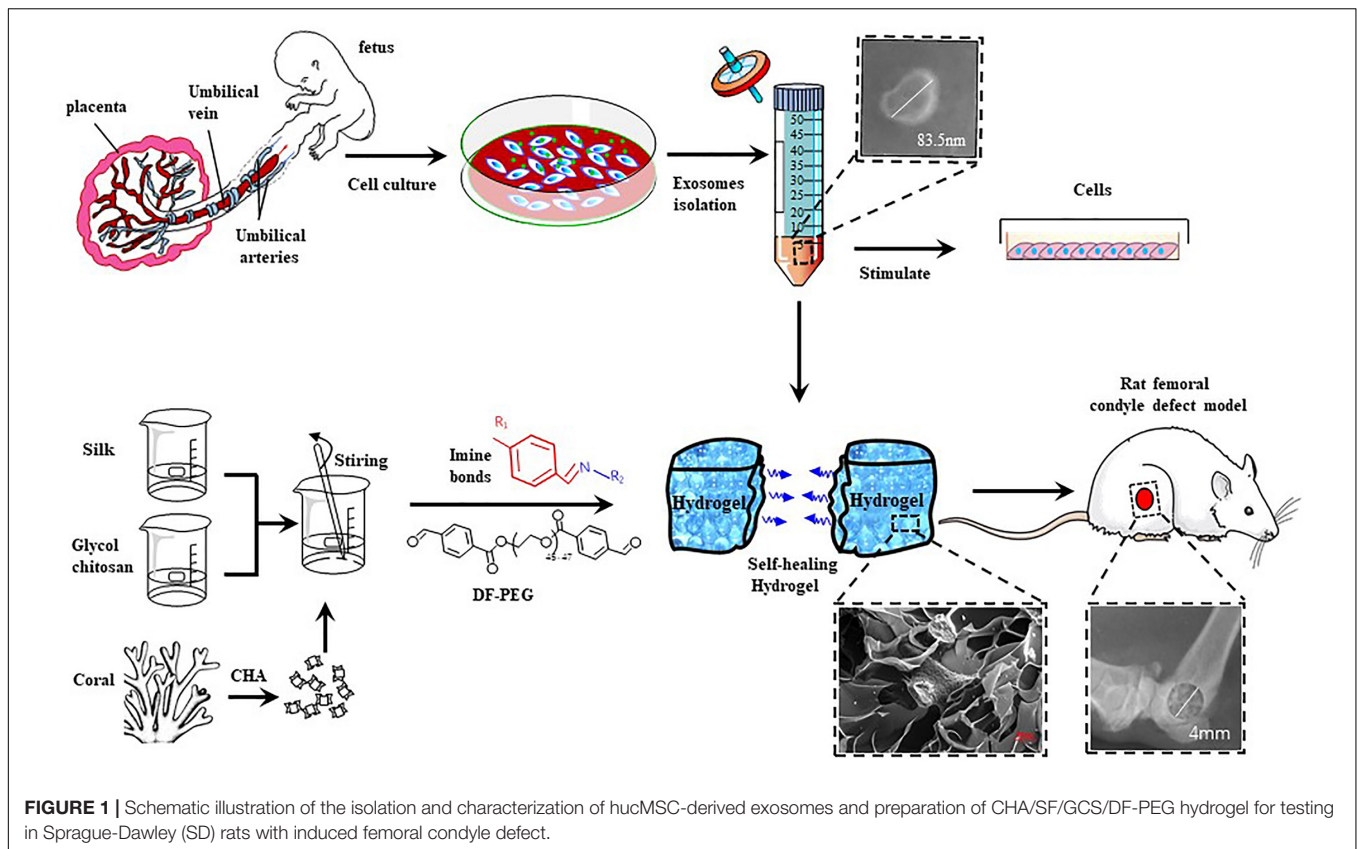 fetus
Umbilical
vein
placenta
Umbilical
arteries
Cell culture
Exosomes
isolation
50
45
40
35
30
25
20
10
5
83.5nm
Stimulate
Cells
Silk
Glycol
chitosan
Stiring
Coral
CHA
Imine
bonds
R1
N
R2
O
O
O
O
O
O
45-47
DF-PEG
Hydrogel
Hydrogel
Self-healing
Hydrogel
Rat femoral
condyle defect model
4mm
FIGURE 1 | Schematic illustration of the isolation and characterization of hucMSC-derived exosomes and preparation of CHA/SF/GCS/DF-PEG hydrogel for testing
in Sprague-Dawley (SD) rats with induced femoral condyle defect.